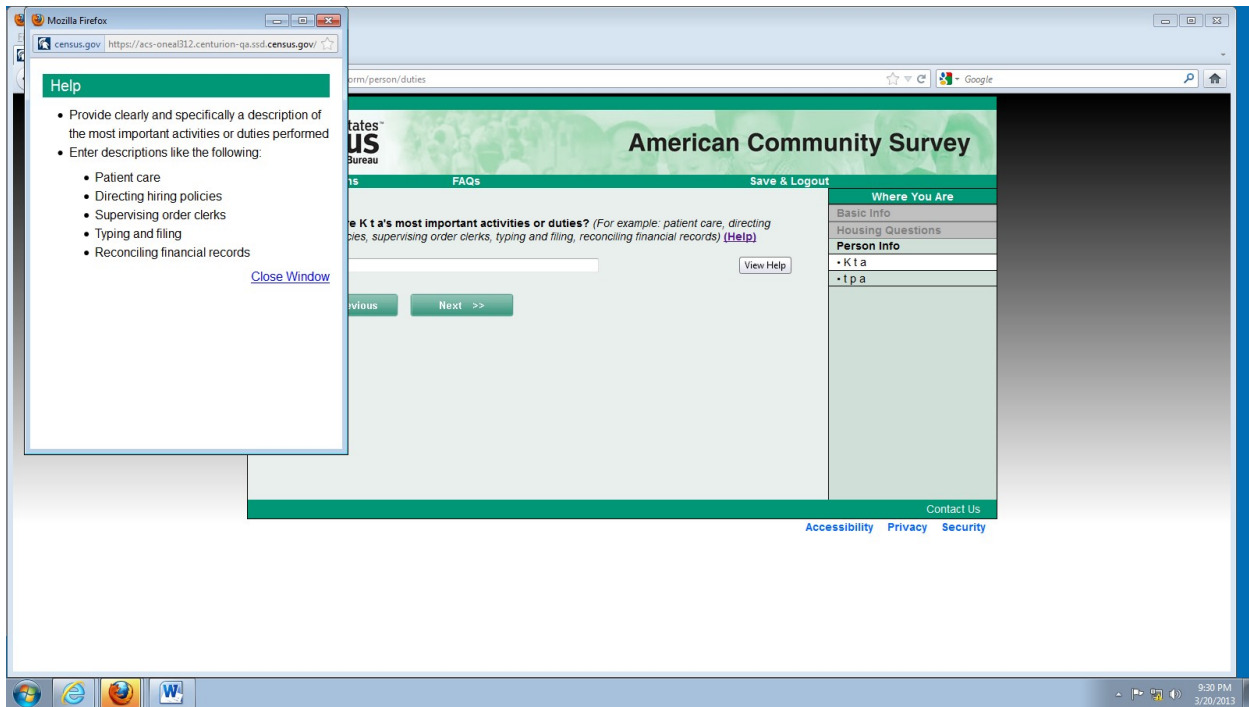 Mozilla Firefox
census.gov https://acs-oneal312.centurion-qa.ssd.census.gov/
Help
• Provide clearly and specifically a description of
the most important activities or duties performed
• Enter descriptions like the following:
• Patient care
• Directing hiring policies
• Supervising order clerks
• Typing and filing
• Reconciling financial records
Close Window
orm/person/duties
Google
tates
us
Bureau
American Community Survey
ns FAQs Save & Logout
e K t a's most important activities or duties? (For example: patient care, directing
cies, supervising order clerks, typing and filing, reconciling financial records) (Help)
View Help
evious Next >>
Where You Are
Basic Info
Housing Questions
Person Info
• K t a
• t p a
Contact Us
Accessibility Privacy Security
9:30 PM
3/20/2013